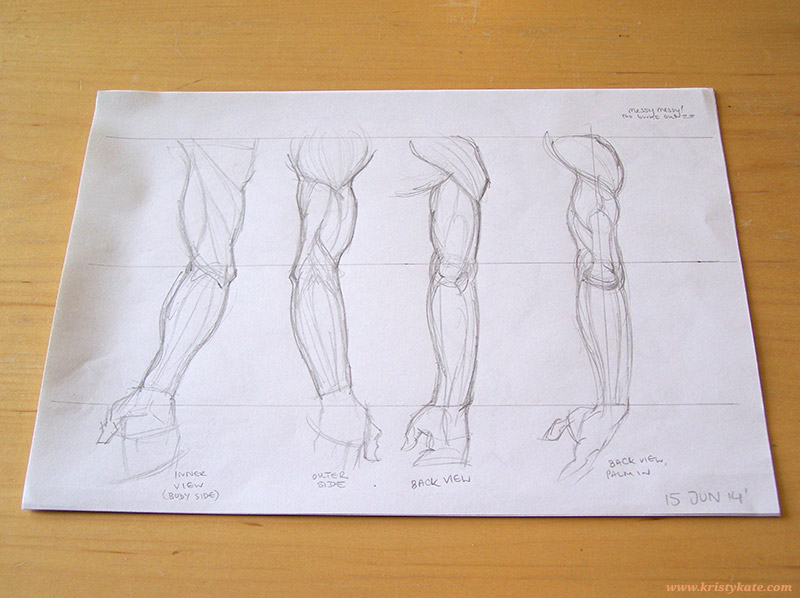 messy messy!
INNER
VIEW
(BODY SIDE)
OUTER
SIDE
BACK VIEW
BACK VIEW,
PALM IN
15 JUN 14'
www.kristykate.com